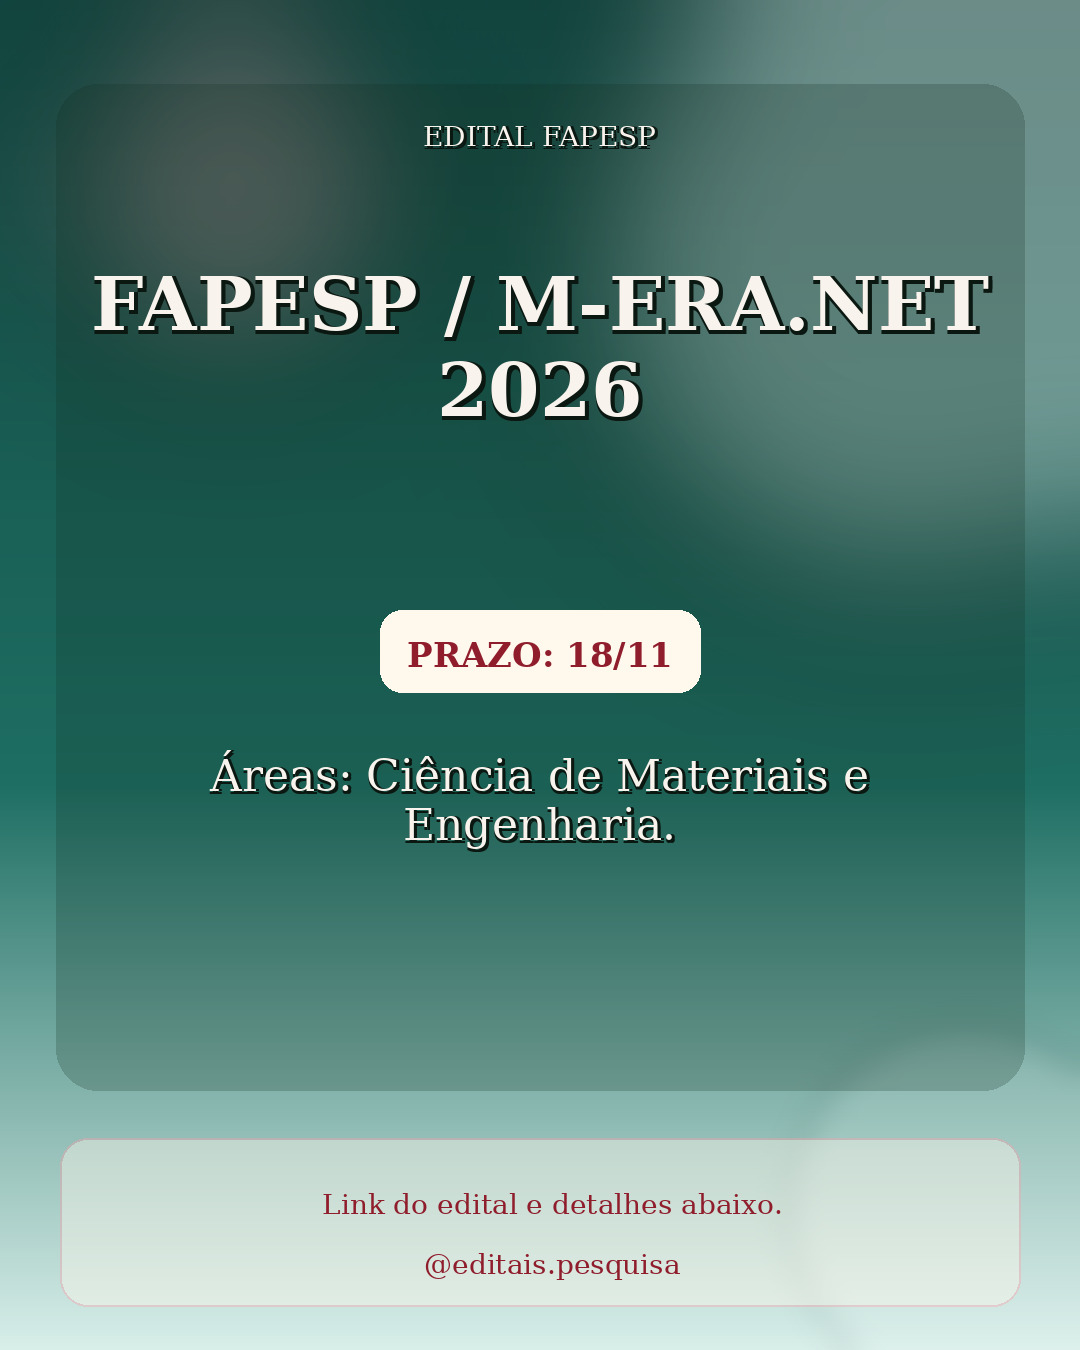 EDITAL FAPESP
FAPESP / M-ERA.NET
2026
PRAZO: 18/11
Áreas: Ciência de Materiais e
Engenharia.
Link do edital e detalhes abaixo.
@editais.pesquisa